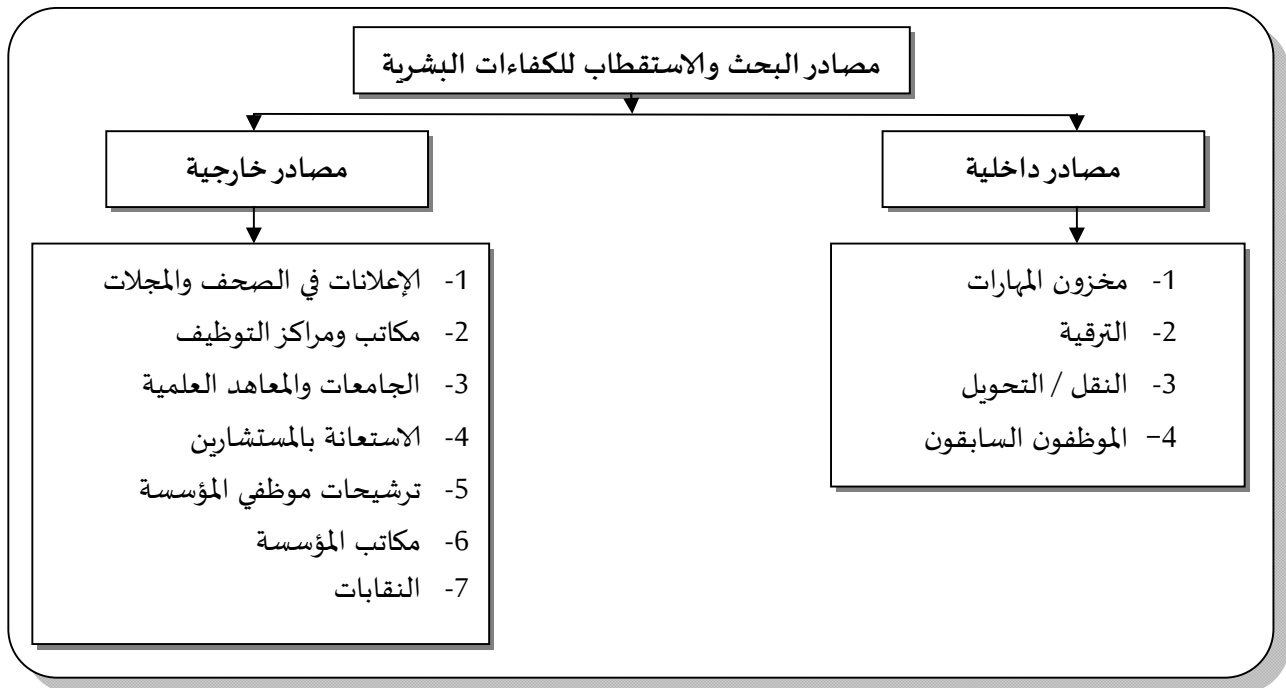 مصادر البحث والاستقطاب للكفاءات البشرية
مصادر داخلية
1- مخزون المهارات
2- الترقية
3- النقل / التحويل
4- الموظفون السابقون
مصادر خارجية
1- الإعلانات في الصحف والمجلات
2- مكاتب ومراكز التوظيف
3- الجامعات والمعاهد العلمية
4- الاستعانة بالمستشارين
5- ترشيحات موظفي المؤسسة
6- مكاتب المؤسسة
7- النقابات